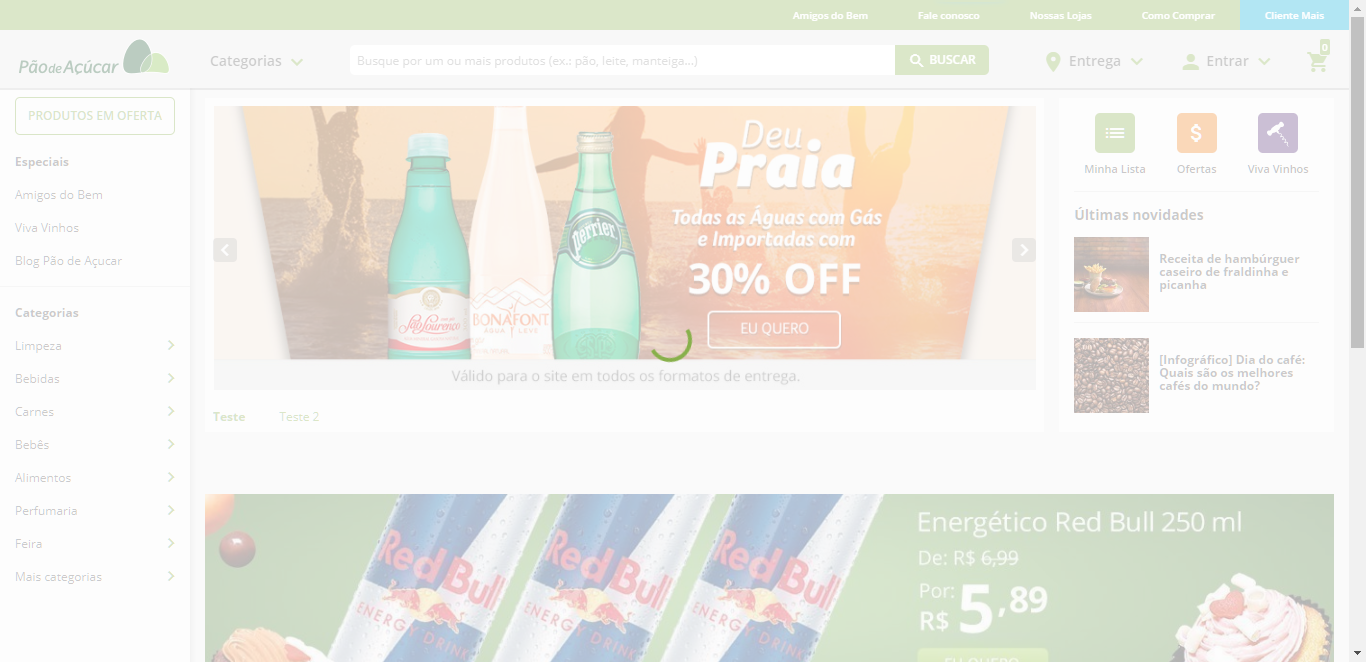 Amigos do Bem
Fale conosco
Nossas Lojas
Como Comprar
Cliente Mais
Pão de Açúcar
Categorias
Busque por um ou mais produtos (ex.: pão, leite, manteiga...)
BUSCAR
Entrega
Entrar
0
PRODUTOS EM OFERTA
Especiais
Amigos do Bem
Viva Vinhos
Blog Pão de Açucar
Categorias
Limpeza
Bebidas
Carnes
Bebês
Alimentos
Perfumaria
Feira
Mais categorias
Deu
Praia
Todas as Águas com Gás
e Importadas com
30% OFF
EU QUERO
São Lourenço
BONAFONT
ÁGUA LEVE
perrier
Válido para o site em todos os formatos de entrega.
Teste
Teste 2
$
Minha Lista
Ofertas
Viva Vinhos
Últimas novidades
Receita de hambúrguer
caseiro de fraldinha e
picanha
[Infográfico] Dia do café:
Quais são os melhores
cafés do mundo?
Red Bull
ENERGY DRINK
Red Bull
ENERGY DRINK
Red Bull
ENERGY DRINK
Energético Red Bull 250 ml
De: R$ 6,99
Por:
R$ 5,89
EU QUERO